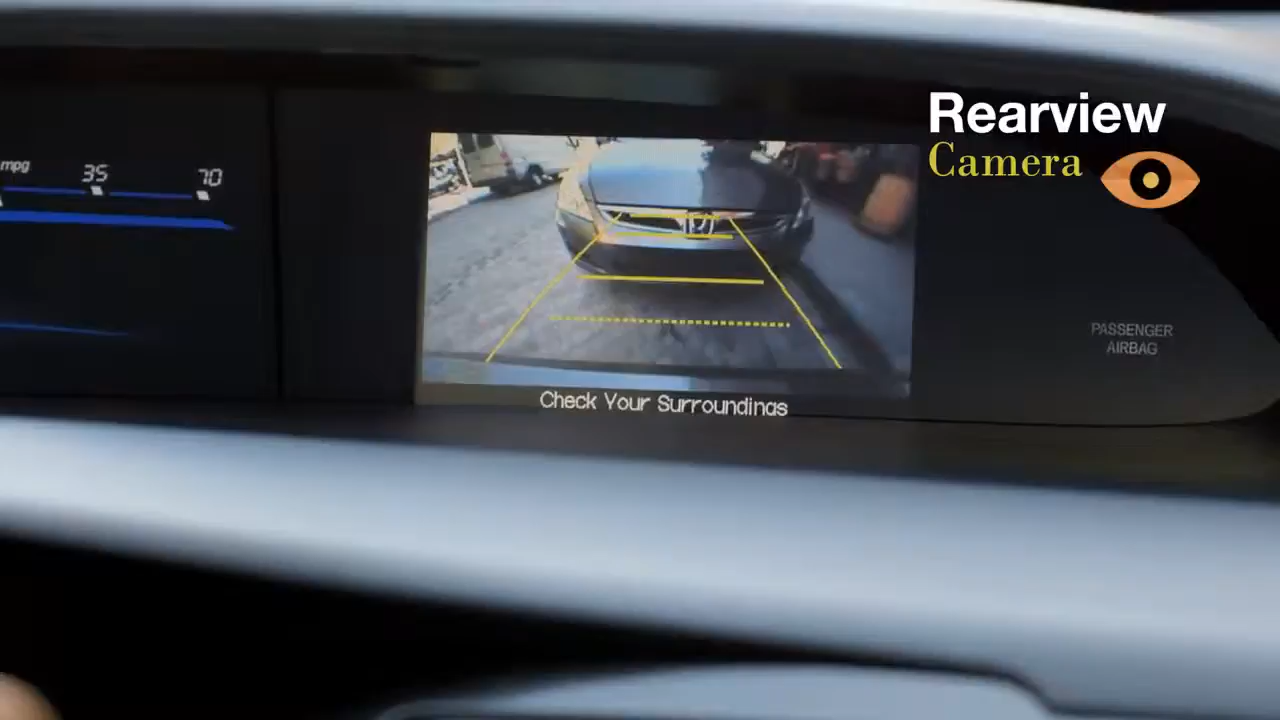 Rearview
Camera
mpg 35 70
PASSENGER
AIRBAG
Check Your Surroundings